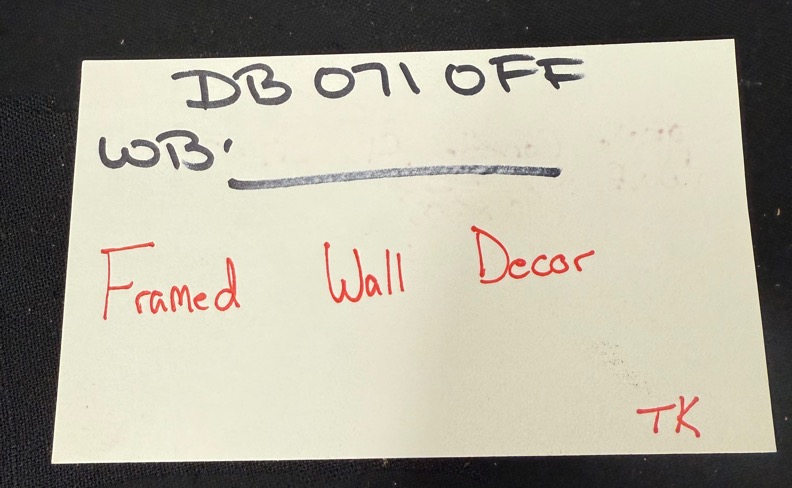 DB 071 OFF
WB:
Framed Wall Decor
TK